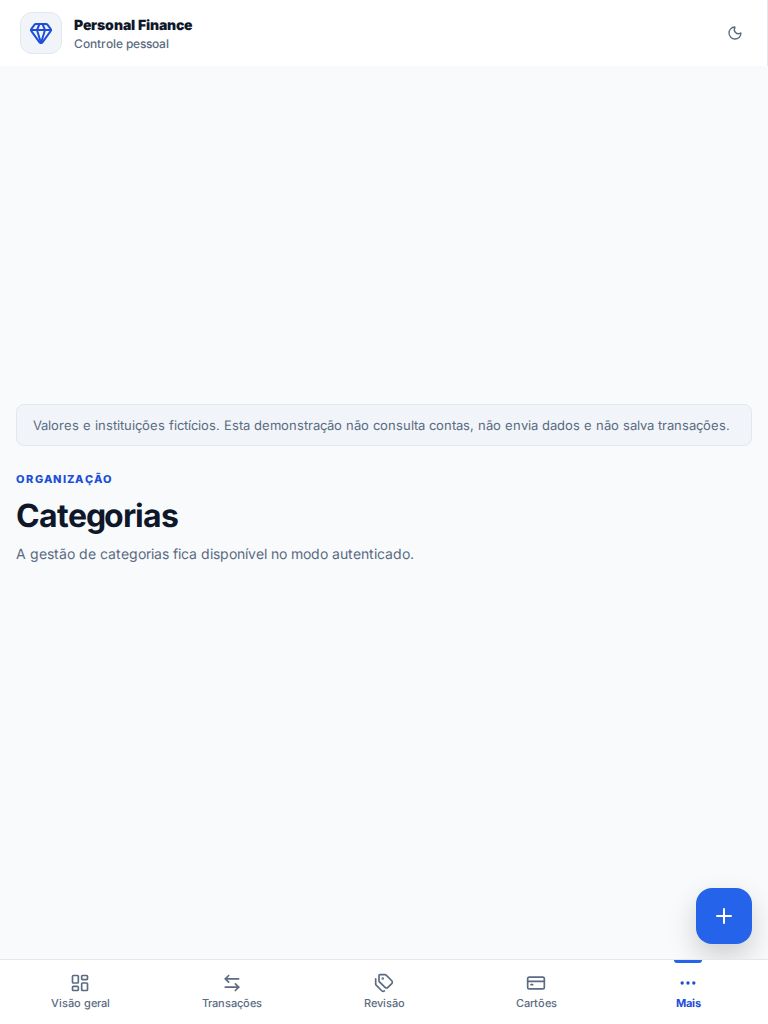 Personal Finance
Controle pessoal
Valores e instituições fictícios. Esta demonstração não consulta contas, não envia dados e não salva transações.
ORGANIZAÇÃO
Categorias
A gestão de categorias fica disponível no modo autenticado.
Visão geral
Transações
Revisão
Cartões
Mais